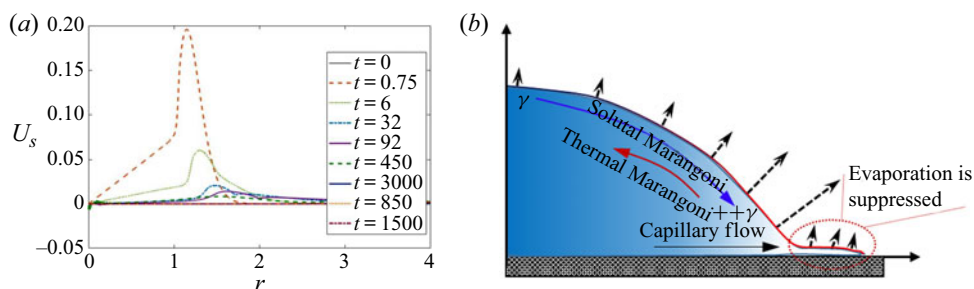 (a)
0.20
0.15
0.10
U_s
0.05
0
−0.05
0
1
2
3
4
r
t = 0
t = 0.75
t = 6
t = 32
t = 92
t = 450
t = 3000
t = 850
t = 1500
(b)
γ
Solutal Marangoni
Thermal Marangoni
++γ
Capillary flow
Evaporation is
suppressed